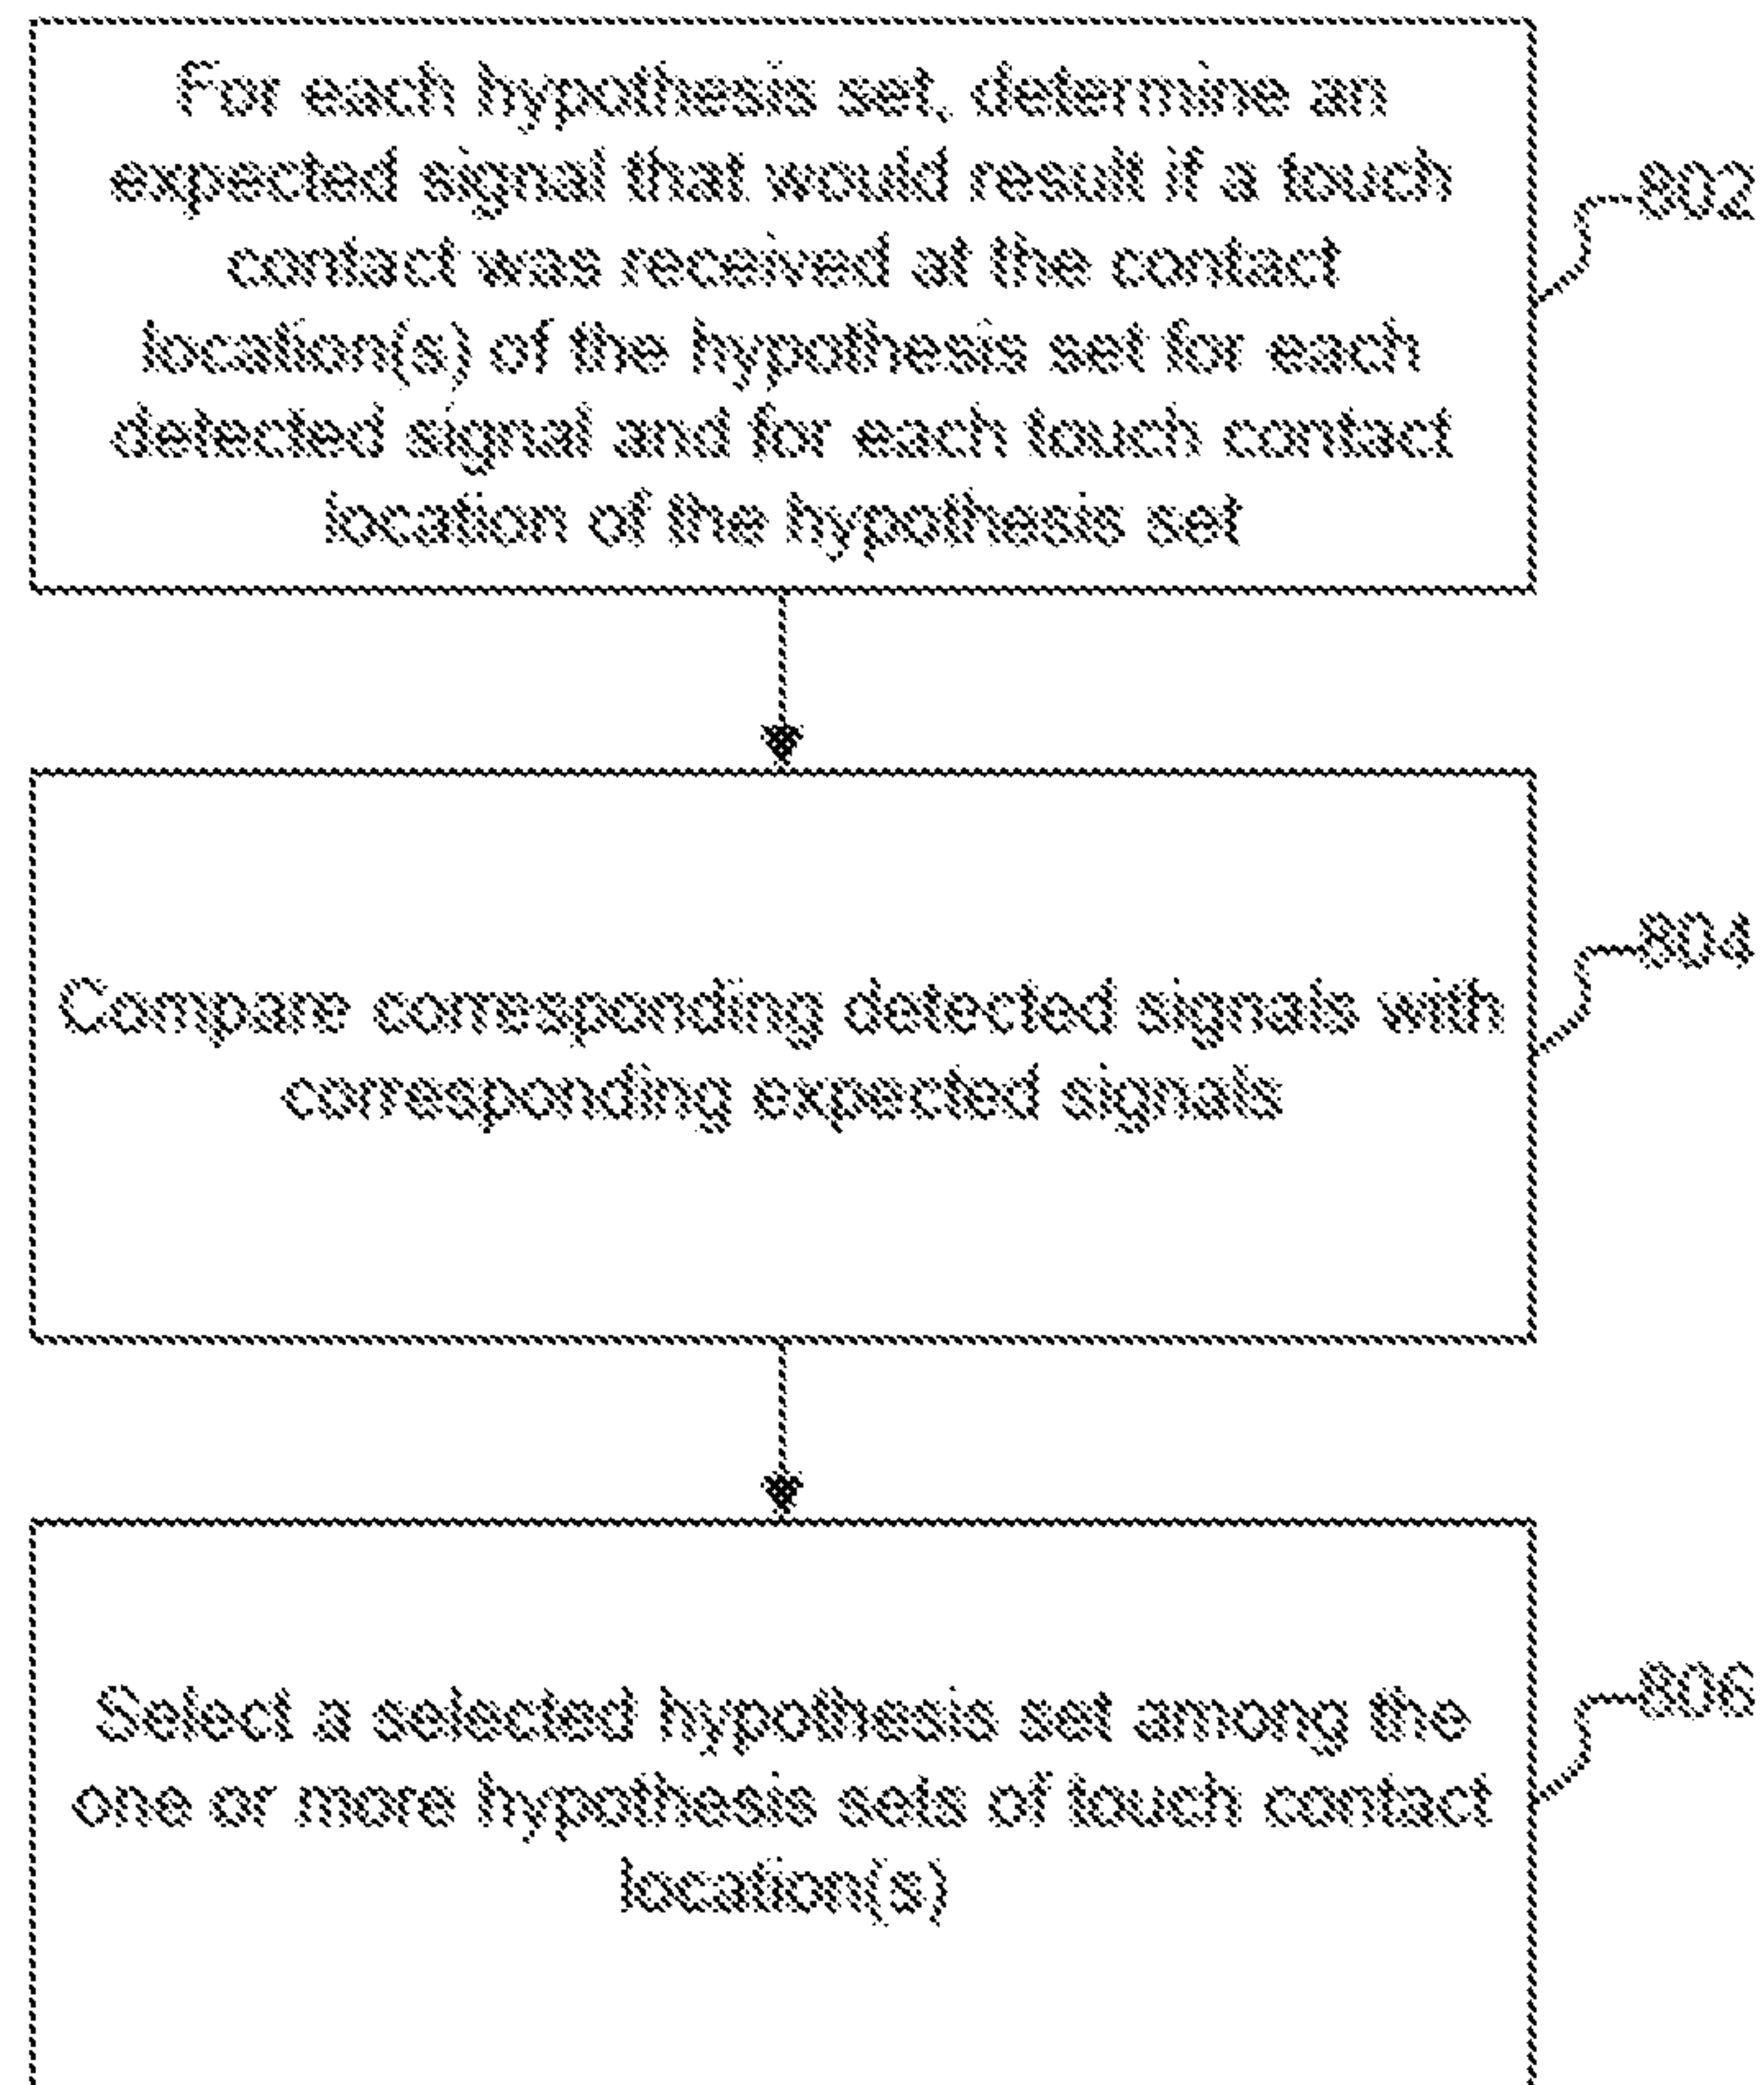 For each hypothesis set, determine an
expected signal that would result if a touch
contact was received at the contact
location(s) of the hypothesis set for each
detected signal and for each touch contact
location of the hypothesis set
802
Compare corresponding detected signals with
corresponding expected signals
804
Select a selected hypothesis set among the
one or more hypothesis sets of touch contact
location(s)
806